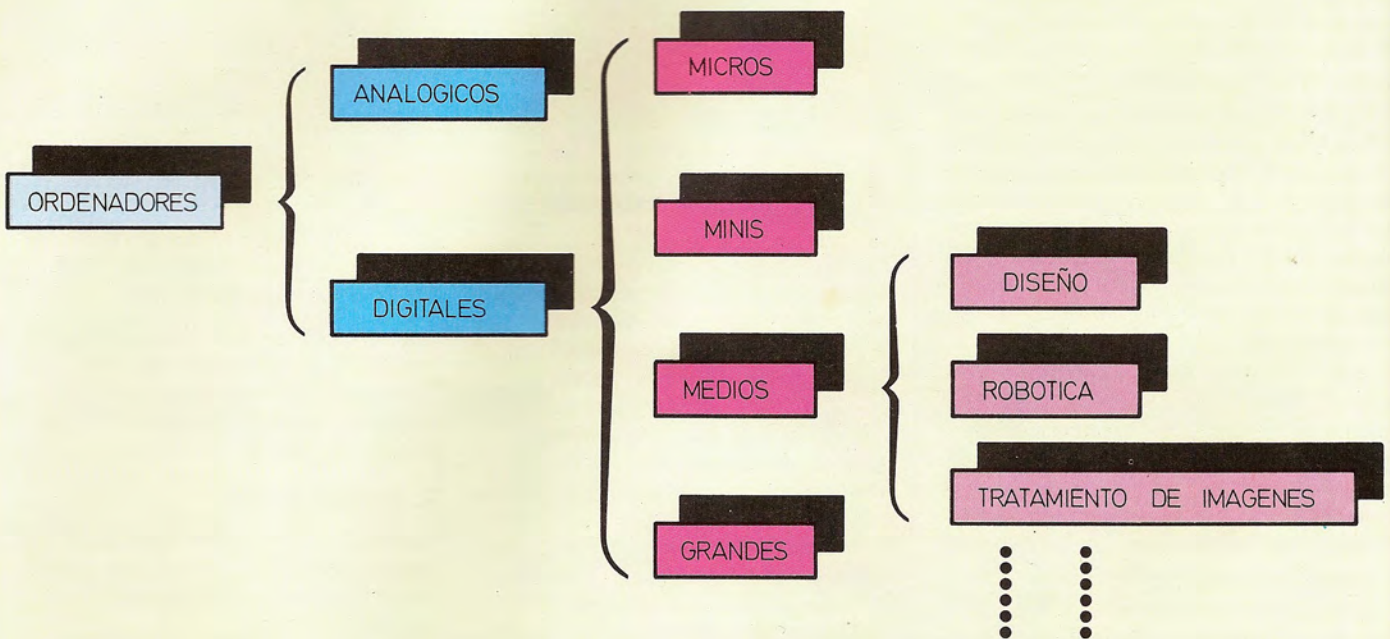 ORDENADORES
ANALOGICOS
DIGITALES
MICROS
MINIS
MEDIOS
GRANDES
DISEÑO
ROBOTICA
TRATAMIENTO DE IMAGENES